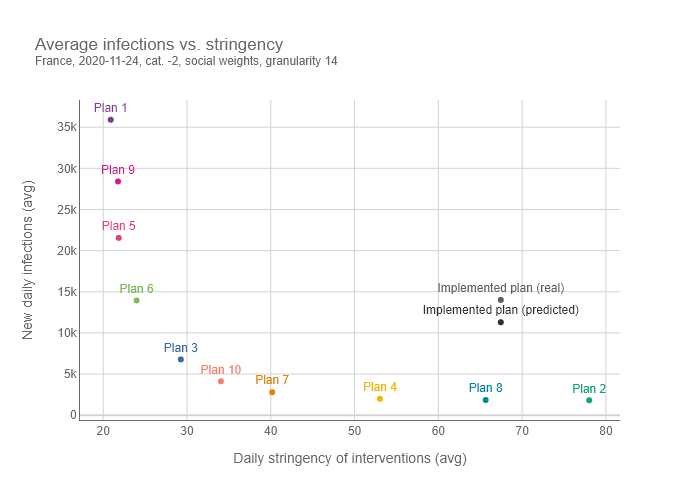 Average infections vs. stringency
France, 2020-11-24, cat. -2, social weights, granularity 14
Plan 1
35k
30k
Plan 9
25k
Plan 5
20k
Plan 6
Implemented plan (real)
15k
Implemented plan (predicted)
10k
Plan 3
5k
Plan 10
Plan 7
Plan 4
Plan 8
Plan 2
0
20
30
40
50
60
70
80
New daily infections (avg)
Daily stringency of interventions (avg)